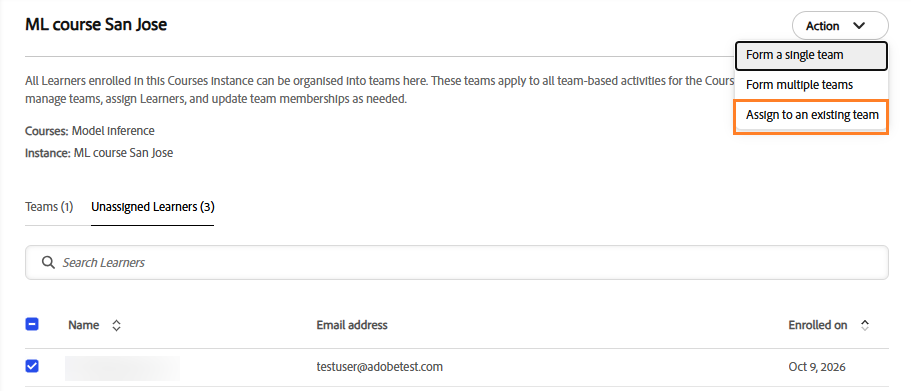 ML course San Jose
Action
Form a single team
Form multiple teams
Assign to an existing team
All Learners enrolled in this Courses instance can be organised into teams here. These teams apply to all team-based activities for the Cours
manage teams, assign Learners, and update team memberships as needed.
Courses: Model inference
Instance: ML course San Jose
Teams (1) Unassigned Learners (3)
Search Learners
Name Email address Enrolled on
testuser@adobetest.com Oct 9, 2026